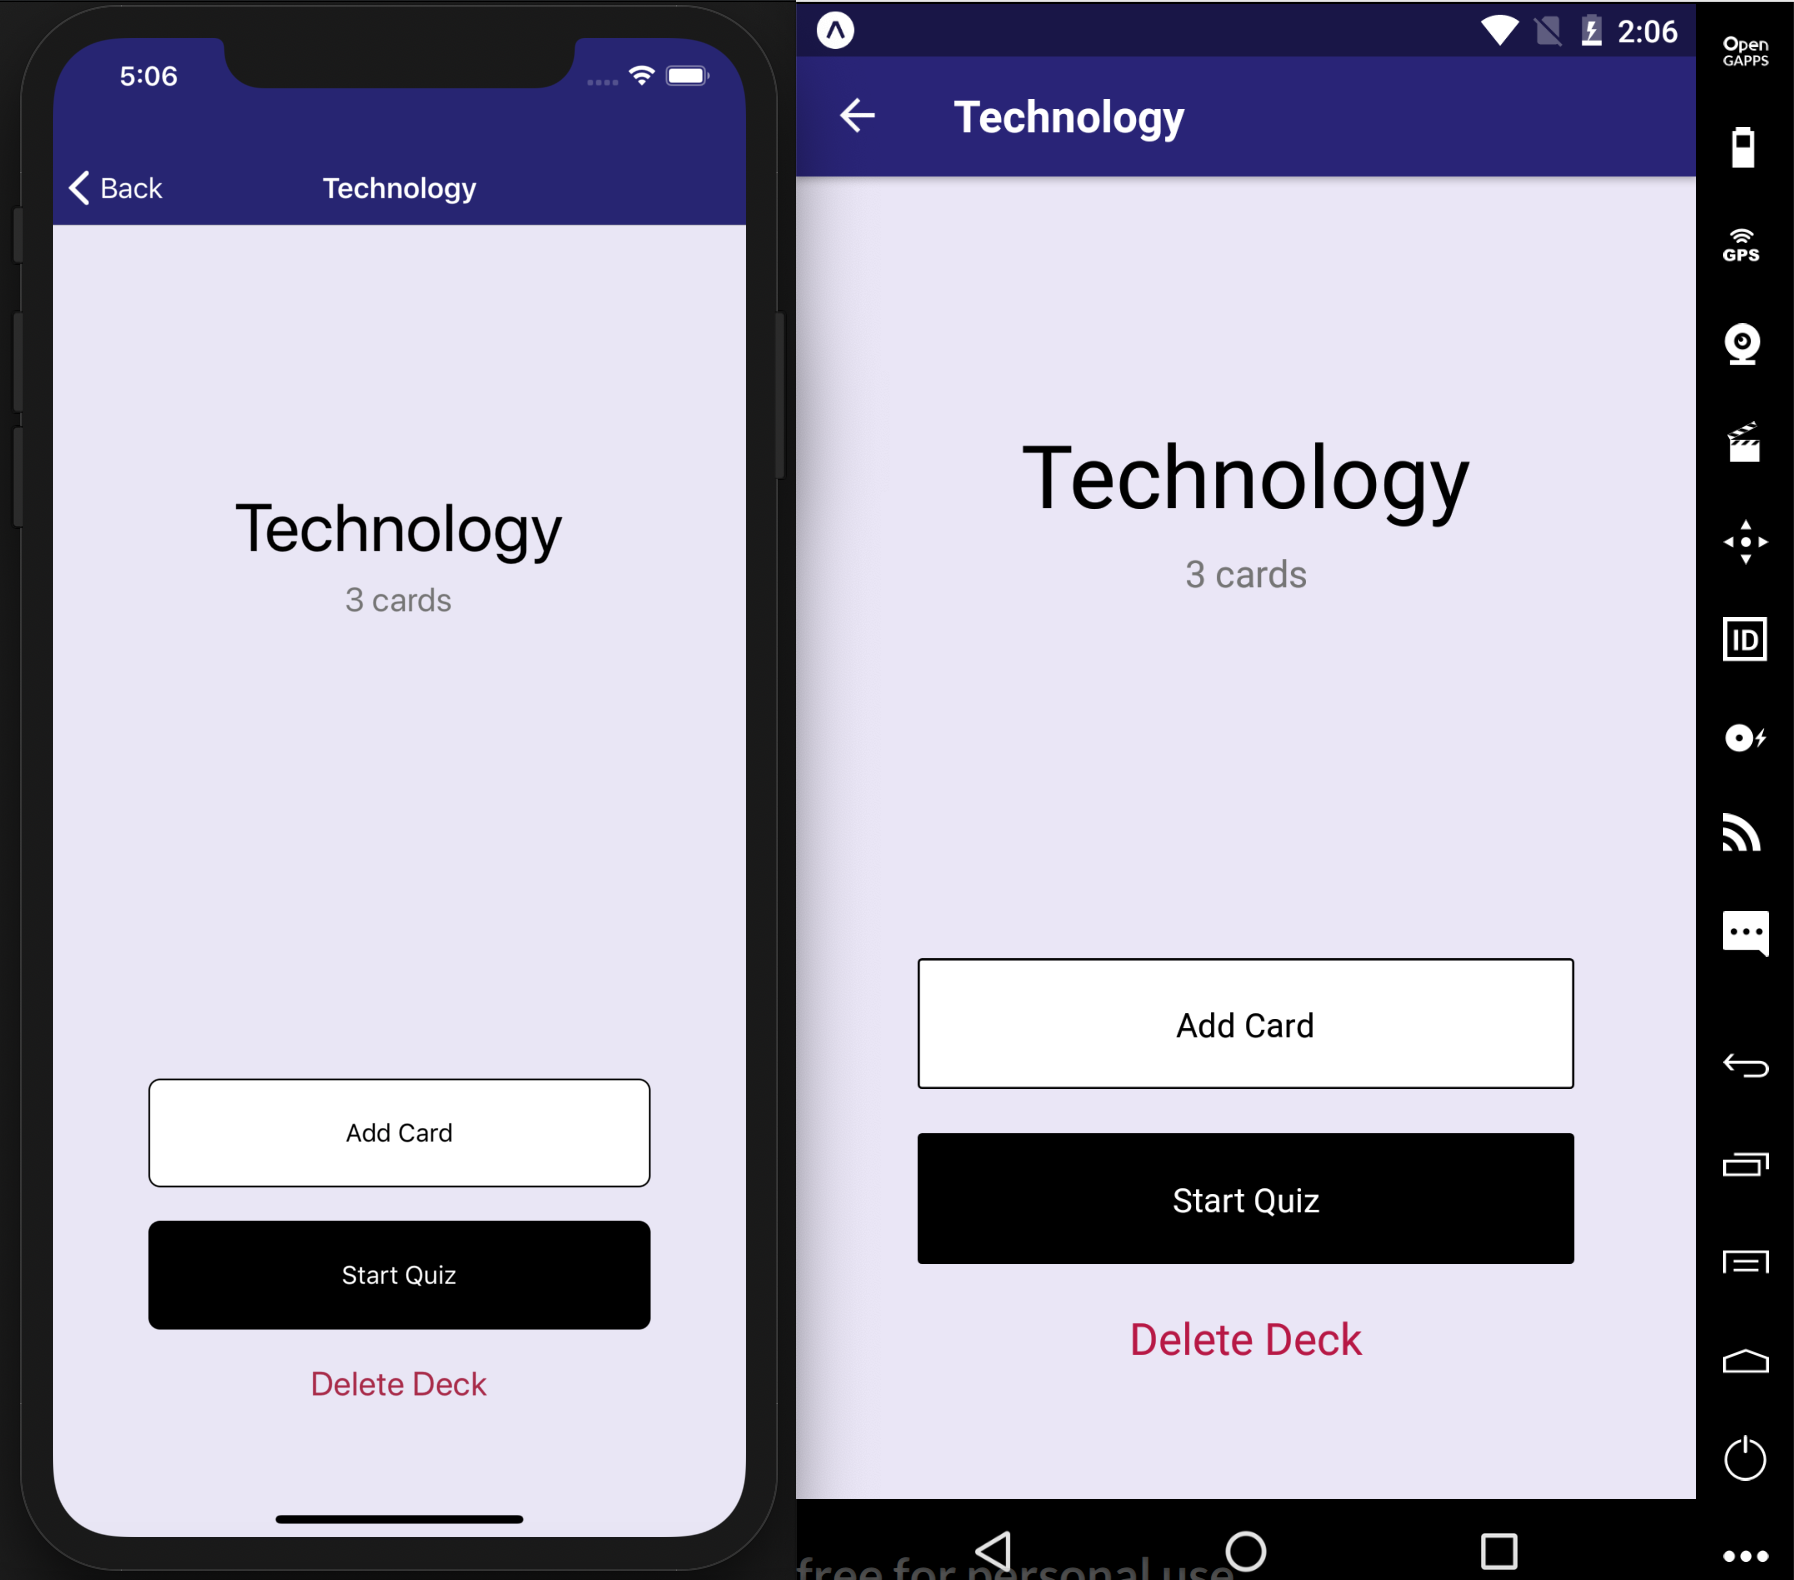 5:06
Back
Technology
Technology
3 cards
Add Card
Start Quiz
Delete Deck
2:06
Technology
Technology
3 cards
Add Card
Start Quiz
Delete Deck
free for personal use
Open
GAPPS
GPS
ID